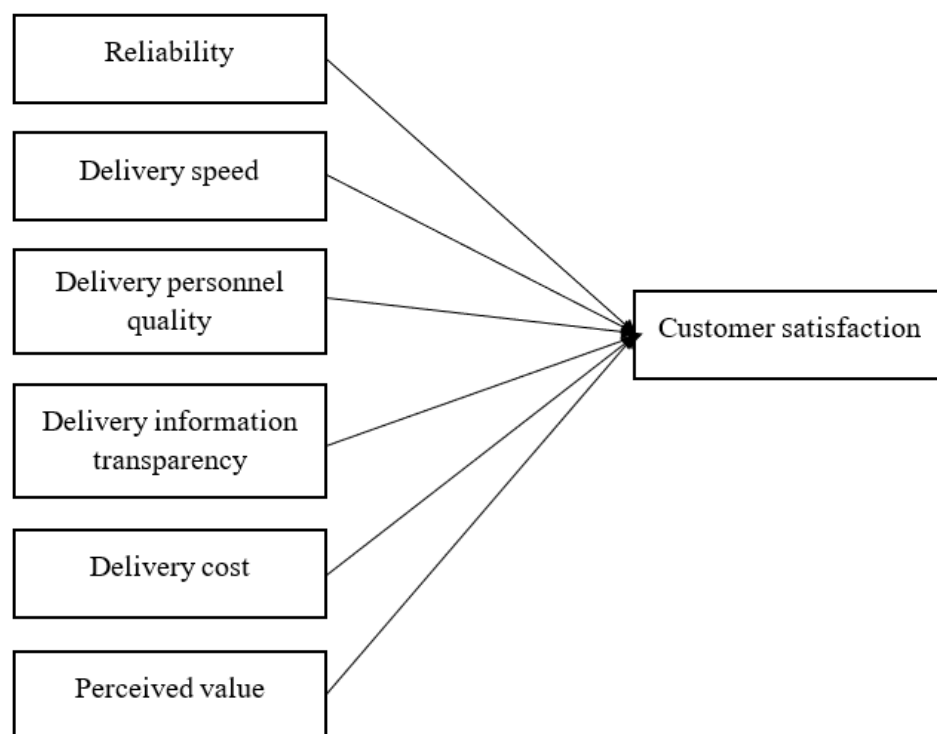 Reliability
Delivery speed
Delivery personnel
quality
Customer satisfaction
Delivery information
transparency
Delivery cost
Perceived value